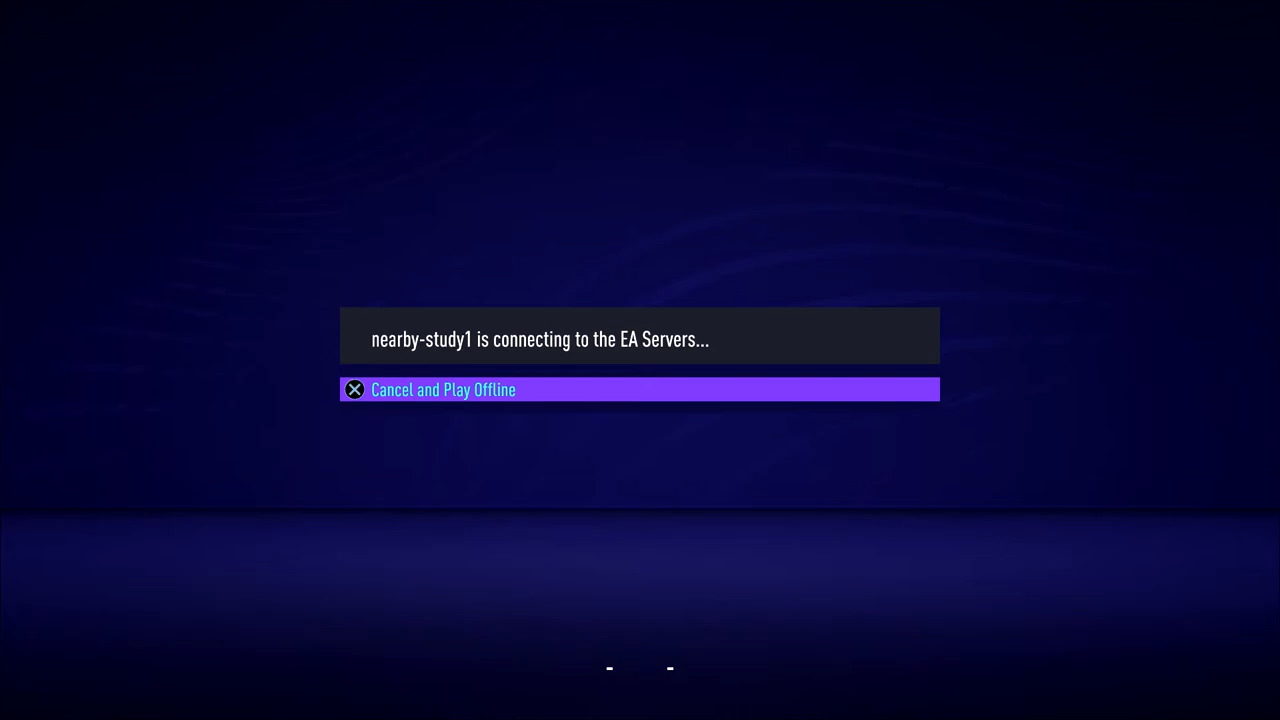 nearby-study1 is connecting to the EA Servers...
Cancel and Play Offline
- -